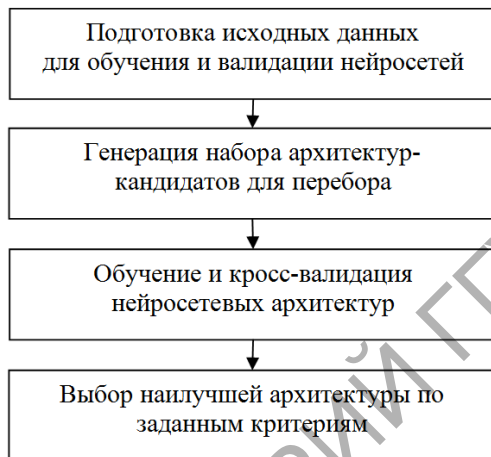 Подготовка исходных данных
для обучения и валидации нейросетей
Генерация набора архитектур-
кандидатов для перебора
Обучение и кросс-валидация
нейросетевых архитектур
Выбор наилучшей архитектуры по
заданным критериям